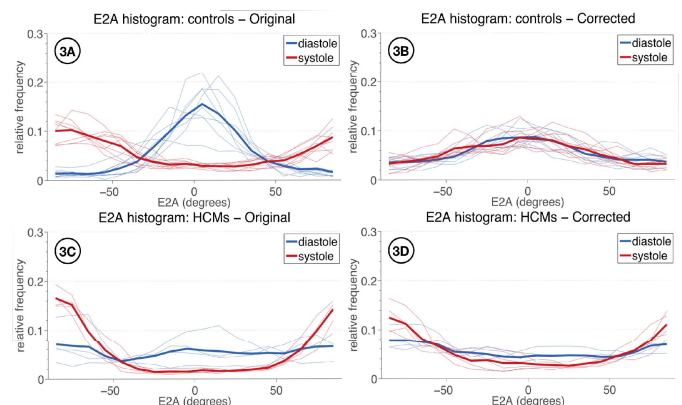 E2A histogram: controls – Original
3A
diastole
systole
relative frequency
0.3
0.2
0.1
0
−50
0
50
E2A (degrees)
E2A histogram: controls – Corrected
3B
diastole
systole
relative frequency
0.3
0.2
0.1
0
−50
0
50
E2A (degrees)
E2A histogram: HCMs – Original
3C
diastole
systole
relative frequency
0.3
0.2
0.1
0
−50
0
50
E2A (degrees)
E2A histogram: HCMs – Corrected
3D
diastole
systole
relative frequency
0.3
0.2
0.1
0
−50
0
50
E2A (degrees)